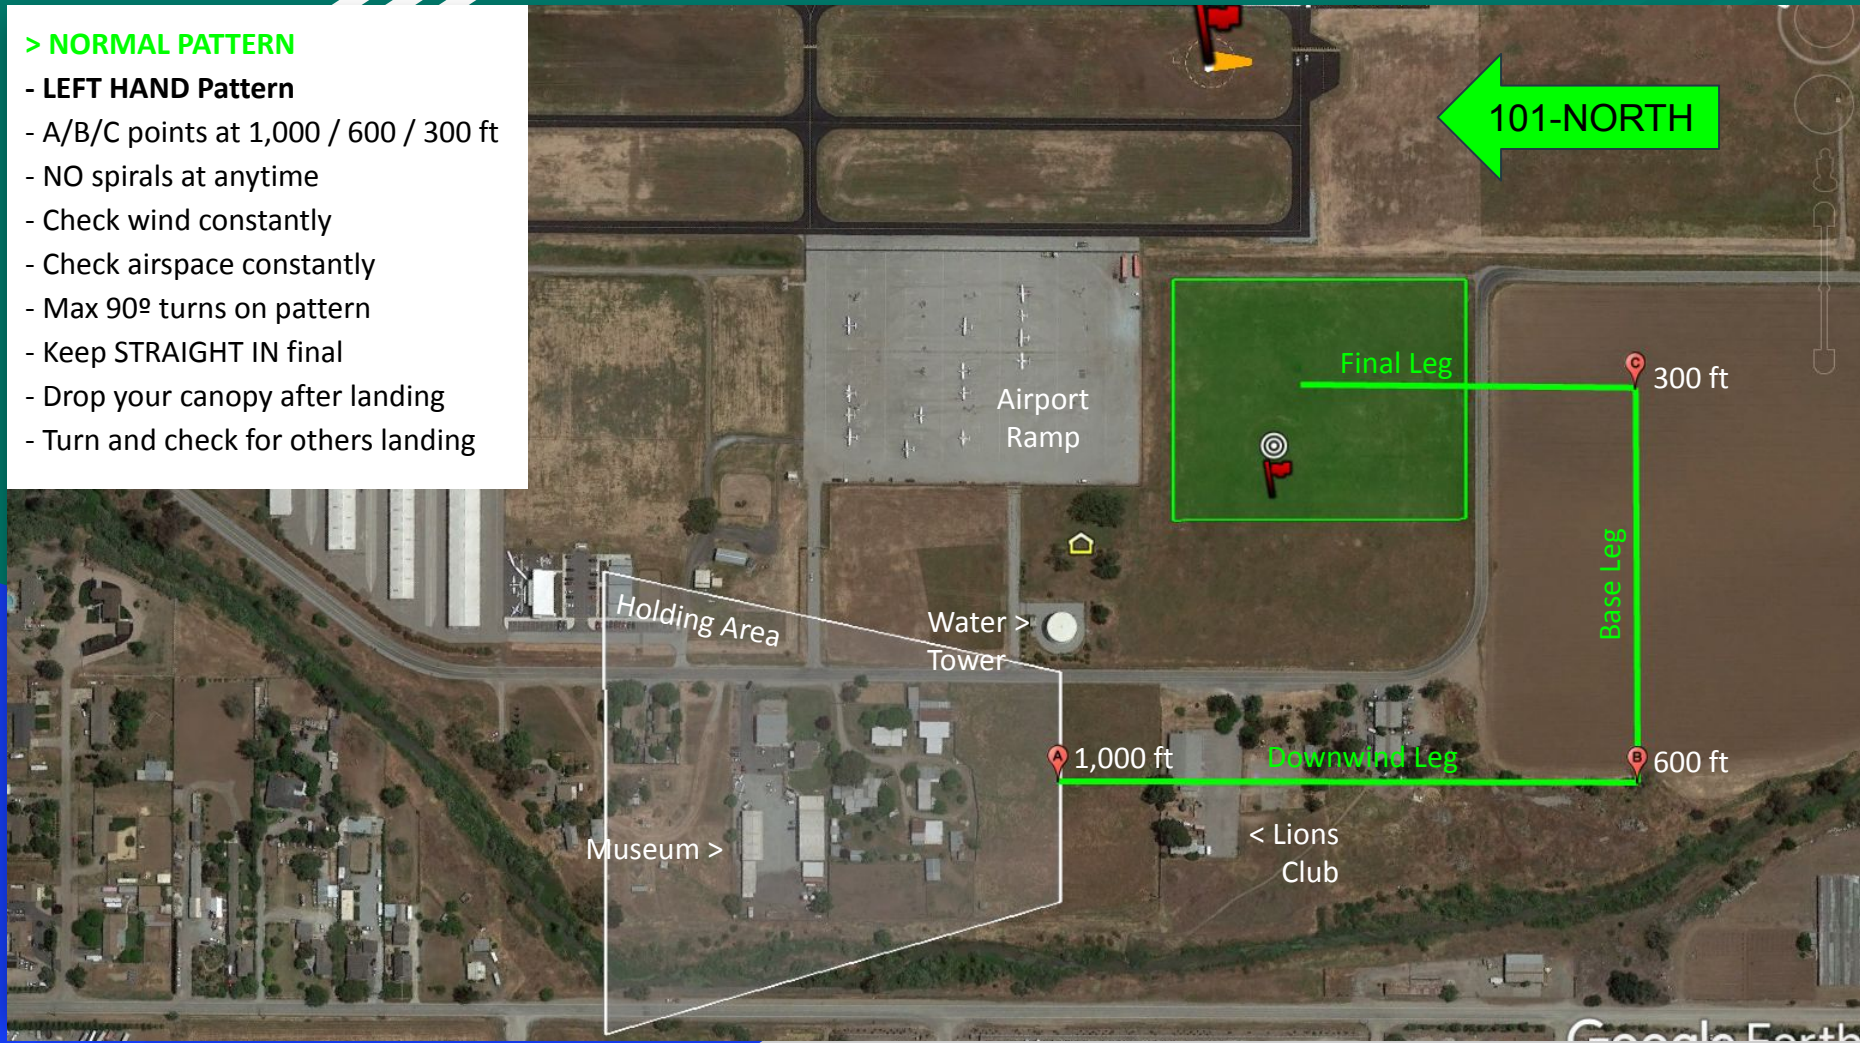 > NORMAL PATTERN
- LEFT HAND Pattern
- A/B/C points at 1,000 / 600 / 300 ft
- NO spirals at anytime
- Check wind constantly
- Check airspace constantly
- Max 90º turns on pattern
- Keep STRAIGHT IN final
- Drop your canopy after landing
- Turn and check for others landing
101-NORTH
Final Leg
C
300 ft
Airport
Ramp
Base Leg
Holding Area
Water >
Tower
A
1,000 ft
Downwind Leg
B
600 ft
Museum >
< Lions
Club
Google Earth